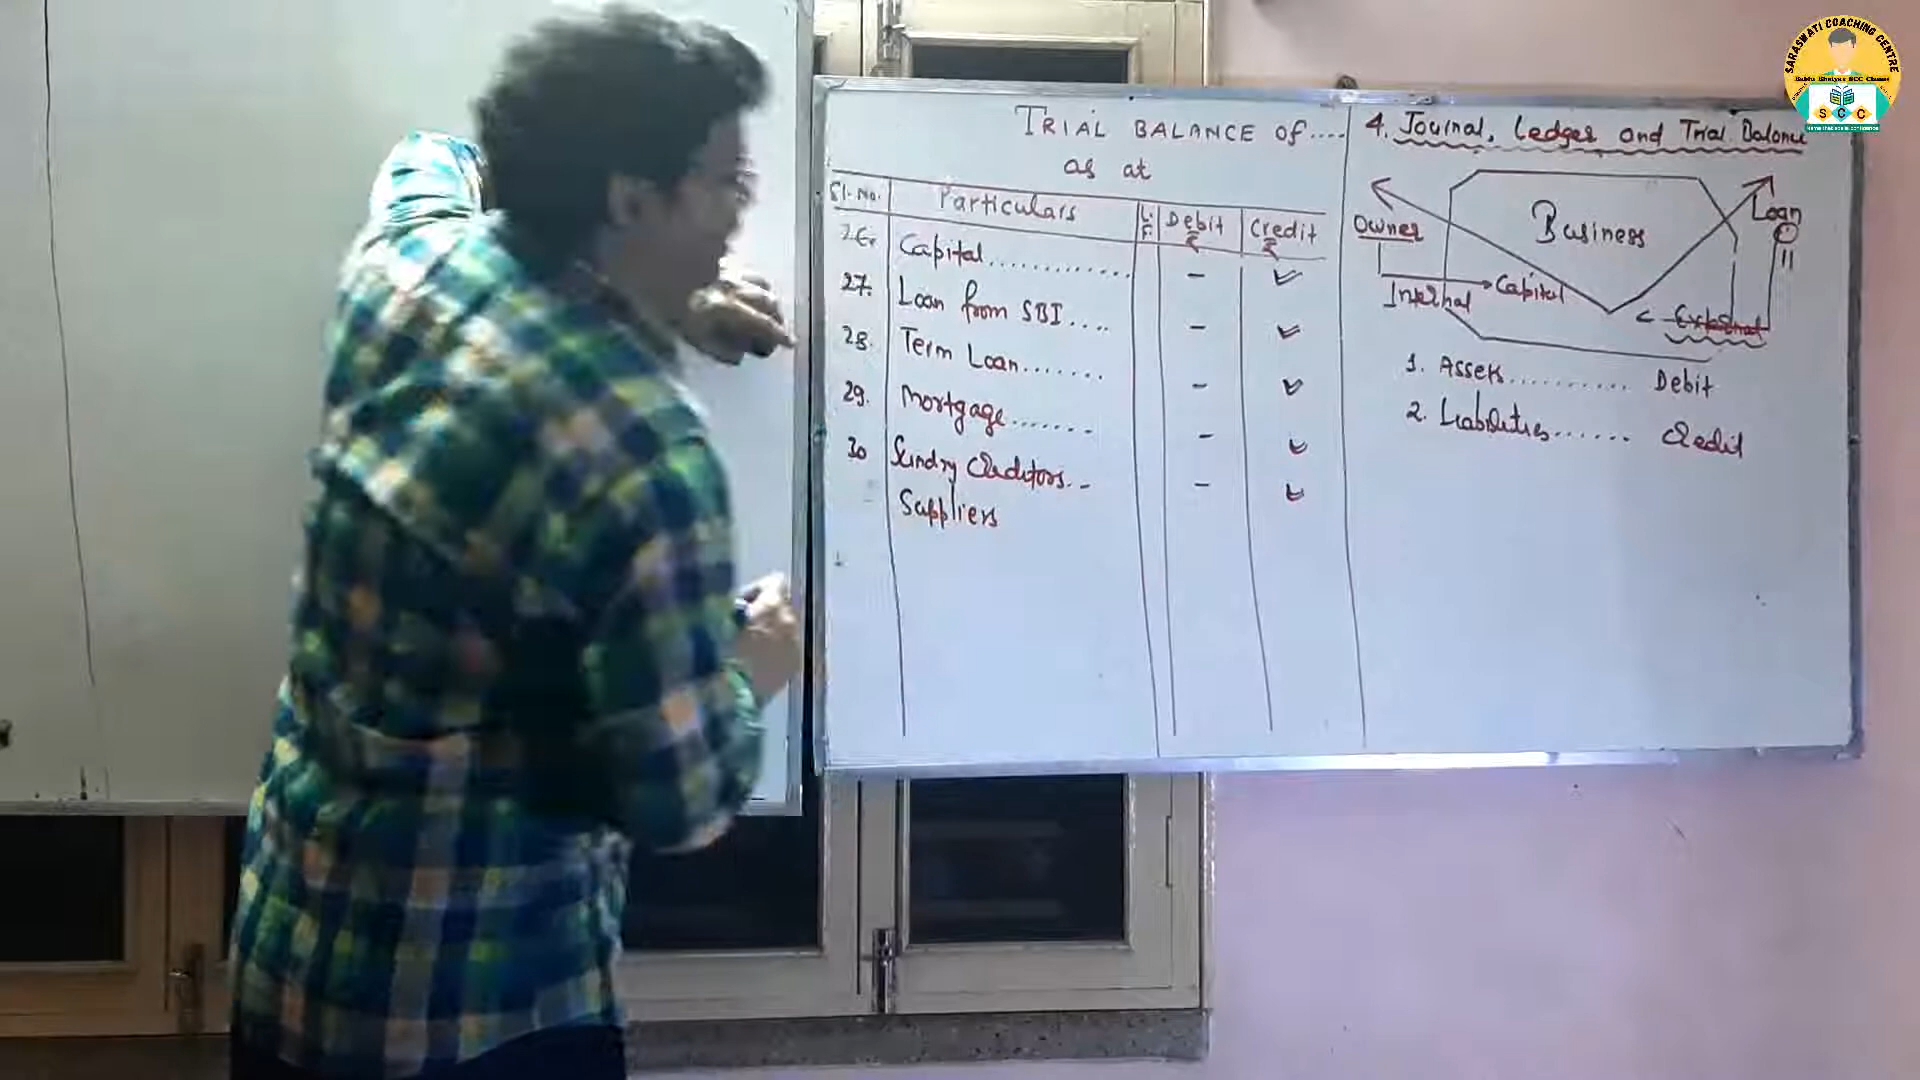 TRIAL BALANCE of....
as at
Sl. No. Particulars L.F. Debit ₹ Credit ₹
26. Capital............. - ✓
27. Loan from SBI.... - ✓
28. Term Loan....... - ✓
29. Mortgage....... - ✓
30 Sundry Creditors.. - ✓
Suppliers
4. Journal, Ledger and Trial Balance
Business
Owner
Loan
Internal
Capital
External
1. Assets........... Debit
2. Liabilities...... Credit
SARASWATI COACHING CENTRE
S C C